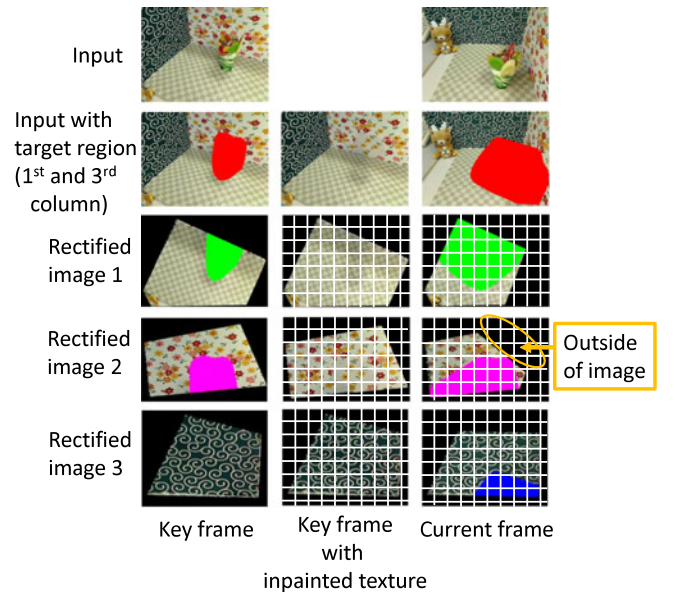 Input
Input with
target region
(1st and 3rd
column)
Rectified
image 1
Rectified
image 2
Outside
of image
Rectified
image 3
Key frame
Key frame
with
inpainted texture
Current frame